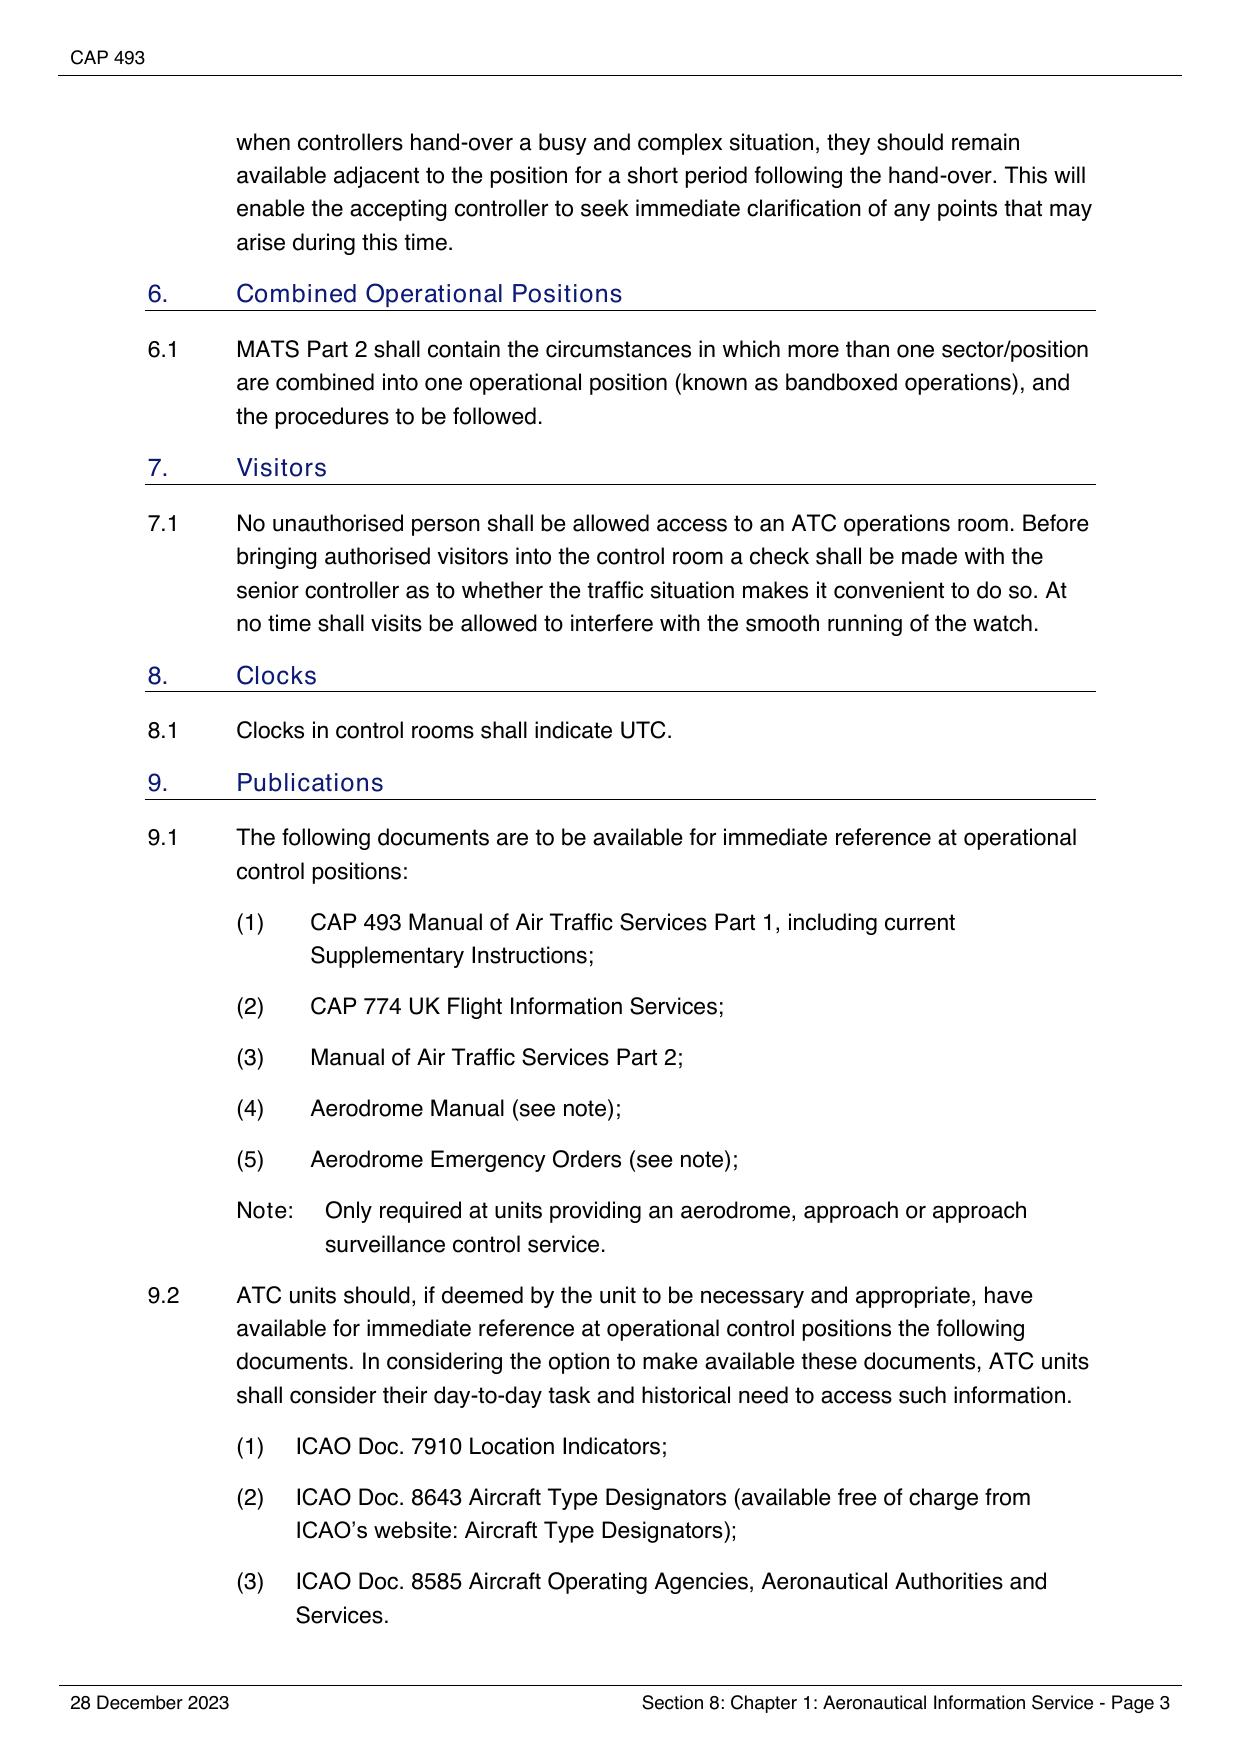 CAP 493
when controllers hand-over a busy and complex situation, they should remain
available adjacent to the position for a short period following the hand-over. This will
enable the accepting controller to seek immediate clarification of any points that may
arise during this time.
6. Combined Operational Positions
6.1 MATS Part 2 shall contain the circumstances in which more than one sector/position
are combined into one operational position (known as bandboxed operations), and
the procedures to be followed.
7. Visitors
7.1 No unauthorised person shall be allowed access to an ATC operations room. Before
bringing authorised visitors into the control room a check shall be made with the
senior controller as to whether the traffic situation makes it convenient to do so. At
no time shall visits be allowed to interfere with the smooth running of the watch.
8. Clocks
8.1 Clocks in control rooms shall indicate UTC.
9. Publications
9.1 The following documents are to be available for immediate reference at operational
control positions:
(1) CAP 493 Manual of Air Traffic Services Part 1, including current
Supplementary Instructions;
(2) CAP 774 UK Flight Information Services;
(3) Manual of Air Traffic Services Part 2;
(4) Aerodrome Manual (see note);
(5) Aerodrome Emergency Orders (see note);
Note: Only required at units providing an aerodrome, approach or approach
surveillance control service.
9.2 ATC units should, if deemed by the unit to be necessary and appropriate, have
available for immediate reference at operational control positions the following
documents. In considering the option to make available these documents, ATC units
shall consider their day-to-day task and historical need to access such information.
(1) ICAO Doc. 7910 Location Indicators;
(2) ICAO Doc. 8643 Aircraft Type Designators (available free of charge from
ICAO’s website: Aircraft Type Designators);
(3) ICAO Doc. 8585 Aircraft Operating Agencies, Aeronautical Authorities and
Services.
28 December 2023 Section 8: Chapter 1: Aeronautical Information Service - Page 3